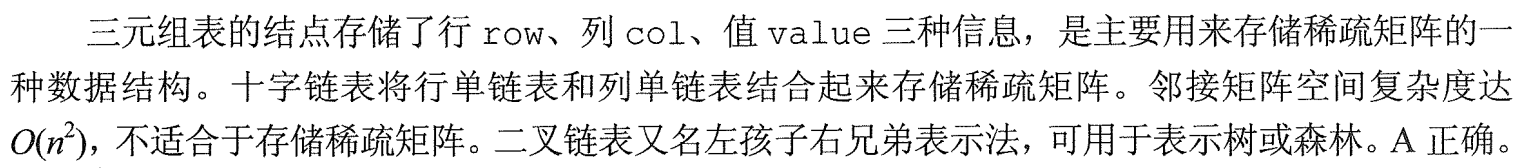 三元组表的结点存储了行 row、列 col、值 value 三种信息，是主要用来存储稀疏矩阵的一
种数据结构。十字链表将行单链表和列单链表结合起来存储稀疏矩阵。邻接矩阵空间复杂度达
O(n²)，不适合于存储稀疏矩阵。二叉链表又名左孩子右兄弟表示法，可用于表示树或森林。A 正确。